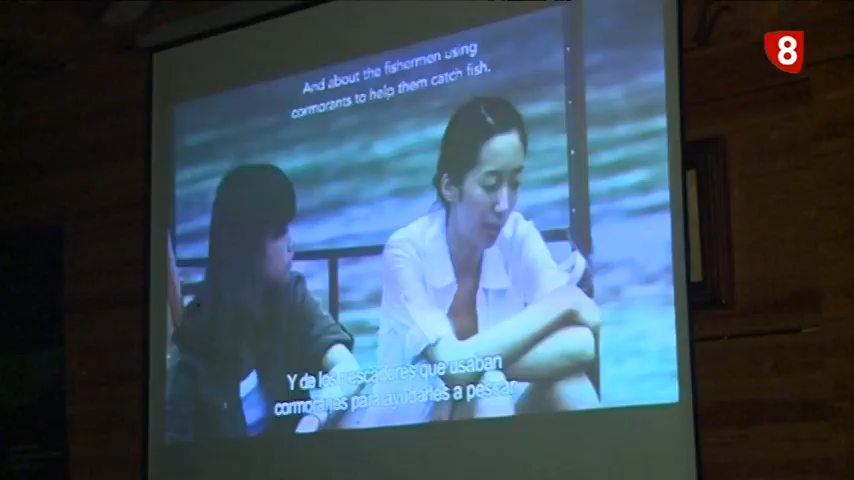 8
And about the fishermen using
cormorants to help them catch fish.
Y de los pescadores que usaban
cormoranes para ayudarles a pescar